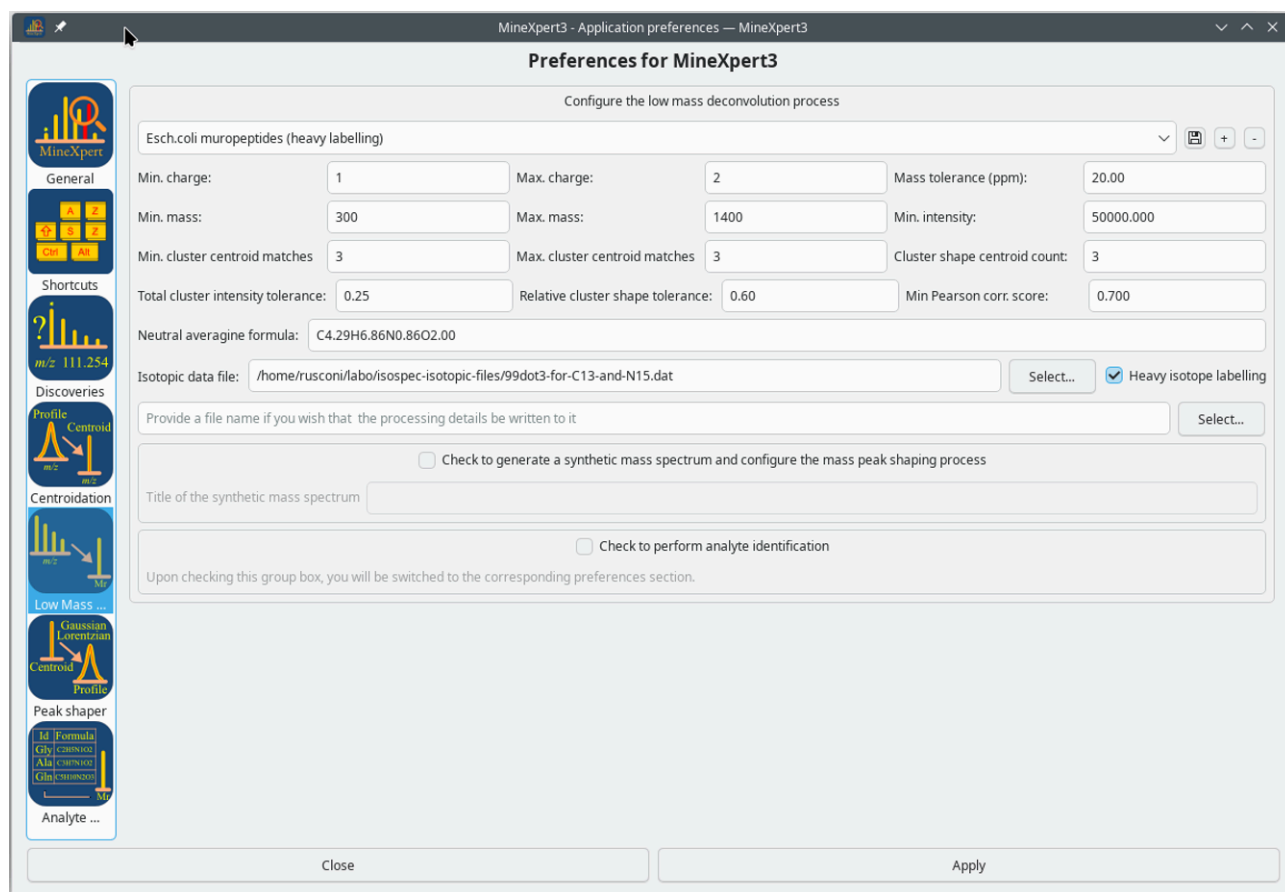 MineXpert3 - Application preferences — MineXpert3
Preferences for MineXpert3
MineXpert
General
A Z
S Z
Ctrl Alt
Shortcuts
?
m/z 111.254
Discoveries
Profile
Centroid
m/z
m/z
Centroidation
m/z
Mr
Low Mass ...
Gaussian
Lorentzian
Centroid
Profile
Peak shaper
Id Formula
Gly C2H5N1O2
Ala C3H7N1O2
Gln C5H10N2O3
Mr
Analyte ...
Configure the low mass deconvolution process
Esch.coli muropeptides (heavy labelling)
+ -
Min. charge: 1 Max. charge: 2 Mass tolerance (ppm): 20.00
Min. mass: 300 Max. mass: 1400 Min. intensity: 50000.000
Min. cluster centroid matches 3 Max. cluster centroid matches 3 Cluster shape centroid count: 3
Total cluster intensity tolerance: 0.25 Relative cluster shape tolerance: 0.60 Min Pearson corr. score: 0.700
Neutral averagine formula: C4.29H6.86N0.86O2.00
Isotopic data file: /home/rusconi/labo/isospec-isotopic-files/99dot3-for-C13-and-N15.dat Select... Heavy isotope labelling
Provide a file name if you wish that  the processing details be written to it Select...
Check to generate a synthetic mass spectrum and configure the mass peak shaping process
Title of the synthetic mass spectrum
Check to perform analyte identification
Upon checking this group box, you will be switched to the corresponding preferences section.
Close Apply